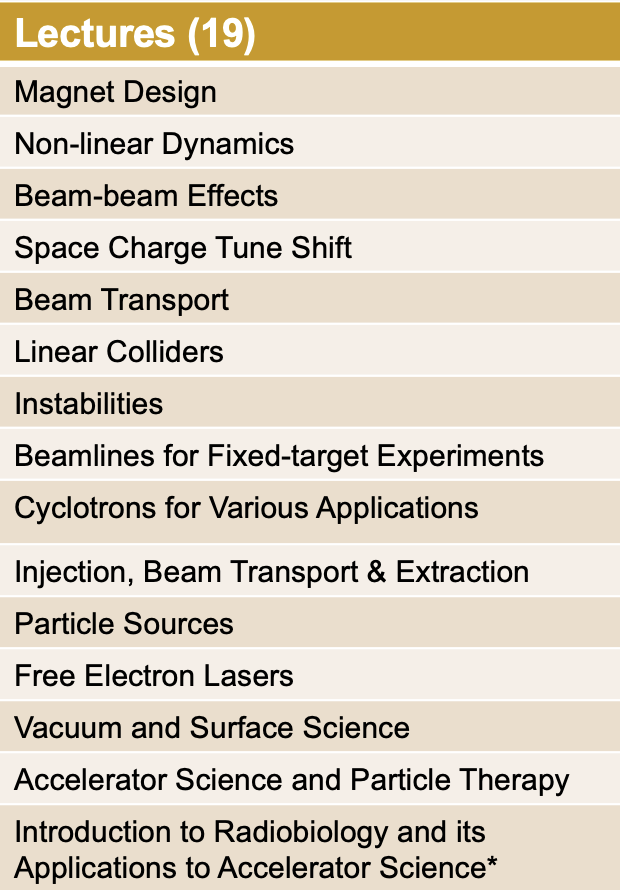 Lectures (19)
Magnet Design
Non-linear Dynamics
Beam-beam Effects
Space Charge Tune Shift
Beam Transport
Linear Colliders
Instabilities
Beamlines for Fixed-target Experiments
Cyclotrons for Various Applications
Injection, Beam Transport & Extraction
Particle Sources
Free Electron Lasers
Vacuum and Surface Science
Accelerator Science and Particle Therapy
Introduction to Radiobiology and its
Applications to Accelerator Science*